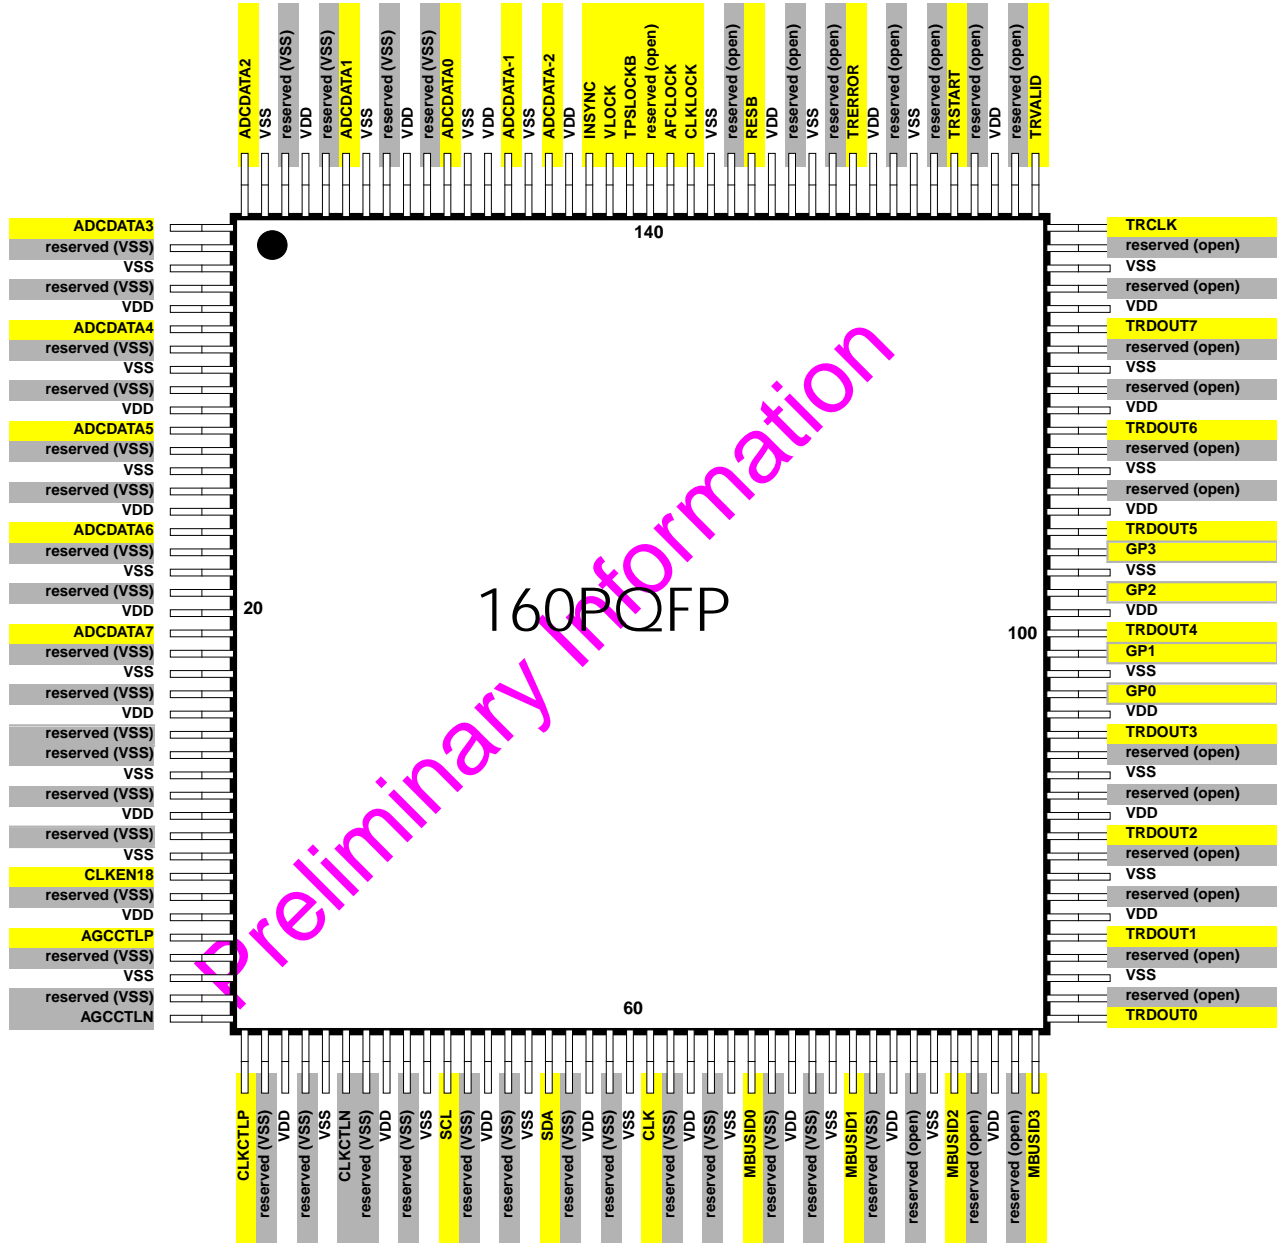 ADCDATA2
VSS
reserved (VSS)
VDD
reserved (VSS)
ADCDATA1
VSS
reserved (VSS)
VDD
reserved (VSS)
ADCDATA0
VSS
VDD
ADCDATA-1
VSS
ADCDATA-2
VDD
INSYNC
VLOCK
TPSLOCKB
reserved (open)
AFCLOCK
CLKLOCK
VSS
reserved (open)
RESB
VDD
reserved (open)
VSS
reserved (open)
TRERROR
VDD
reserved (open)
VSS
reserved (open)
TRSTART
reserved (open)
VDD
reserved (open)
TRVALID
ADCDATA3
reserved (VSS)
VSS
reserved (VSS)
VDD
ADCDATA4
reserved (VSS)
VSS
reserved (VSS)
VDD
ADCDATA5
reserved (VSS)
VSS
reserved (VSS)
VDD
ADCDATA6
reserved (VSS)
VSS
reserved (VSS)
VDD
ADCDATA7
reserved (VSS)
VSS
reserved (VSS)
VDD
reserved (VSS)
reserved (VSS)
VSS
reserved (VSS)
VDD
reserved (VSS)
VSS
CLKEN18
reserved (VSS)
VDD
AGCCTLP
reserved (VSS)
VSS
reserved (VSS)
AGCCTLN
140
20
160PQFP
Preliminary Information
100
60
TRCLK
reserved (open)
VSS
reserved (open)
VDD
TRDOUT7
reserved (open)
VSS
reserved (open)
VDD
TRDOUT6
reserved (open)
VSS
reserved (open)
VDD
TRDOUT5
GP3
VSS
GP2
VDD
TRDOUT4
GP1
VSS
GP0
VDD
TRDOUT3
reserved (open)
VSS
reserved (open)
VDD
TRDOUT2
reserved (open)
VSS
reserved (open)
VDD
TRDOUT1
reserved (open)
VSS
reserved (open)
TRDOUT0
CLKCTLP
reserved (VSS)
VDD
reserved (VSS)
VSS
CLKCTLN
reserved (VSS)
VDD
reserved (VSS)
VSS
SCL
reserved (VSS)
VDD
reserved (VSS)
VSS
SDA
reserved (VSS)
VDD
reserved (VSS)
VSS
CLK
reserved (VSS)
VDD
reserved (VSS)
VSS
MBUSID0
reserved (VSS)
VDD
reserved (VSS)
VSS
MBUSID1
reserved (VSS)
VDD
reserved (open)
VSS
MBUSID2
reserved (open)
VDD
reserved (open)
MBUSID3